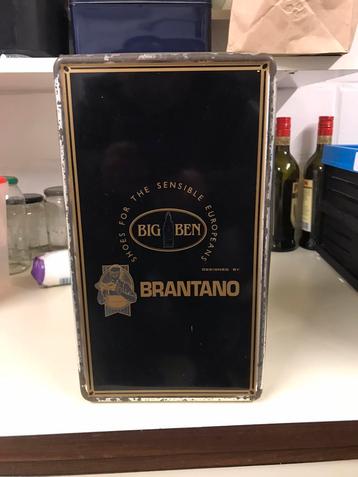 SHOES FOR THE SENSIBLE EUROPEANS
BIG BEN
DESIGNED BY
BRANTANO